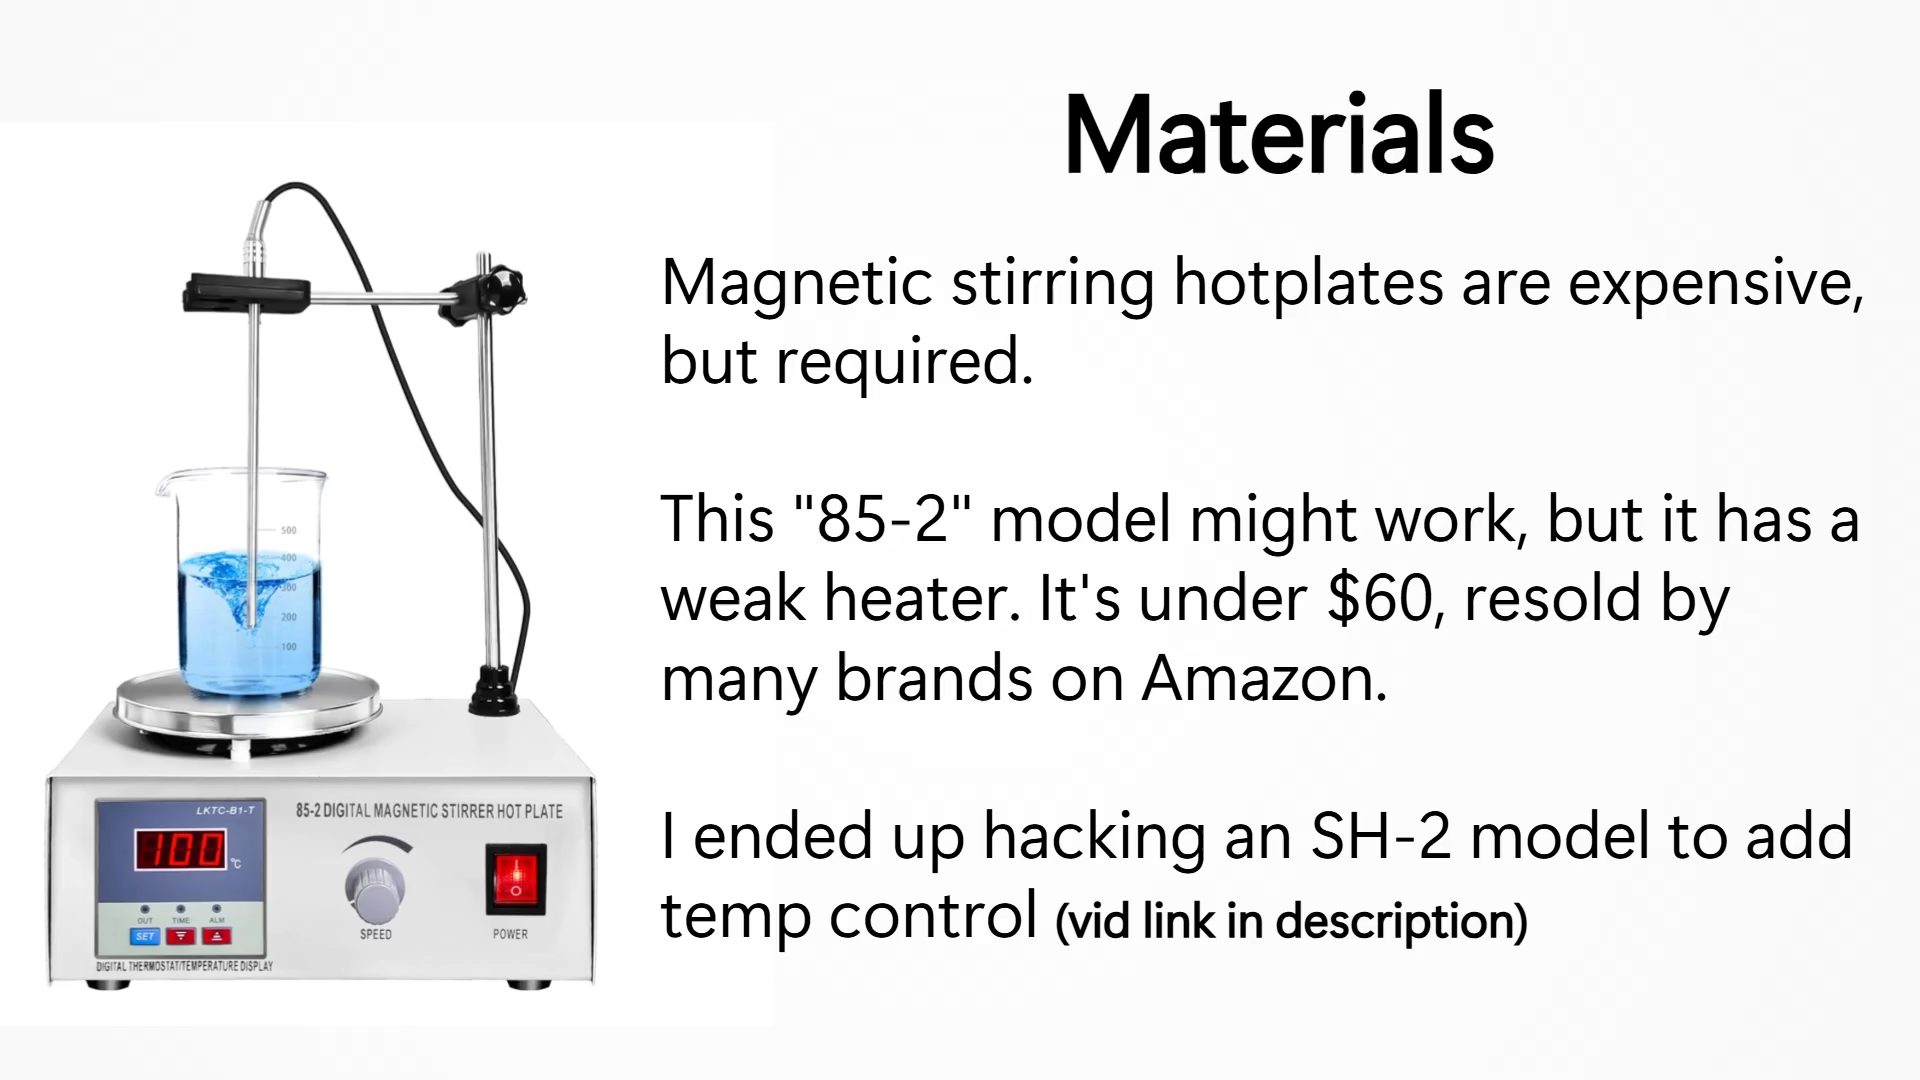 Materials
Magnetic stirring hotplates are expensive,
but required.
This "85-2" model might work, but it has a
weak heater. It's under $60, resold by
many brands on Amazon.
I ended up hacking an SH-2 model to add
temp control (vid link in description)
500
400
300
200
100
LKTC-B1-T
100
°C
OUT TIME ALM
SET
DIGITAL THERMOSTAT/TEMPERATURE DISPLAY
85-2 DIGITAL MAGNETIC STIRRER HOT PLATE
SPEED
POWER